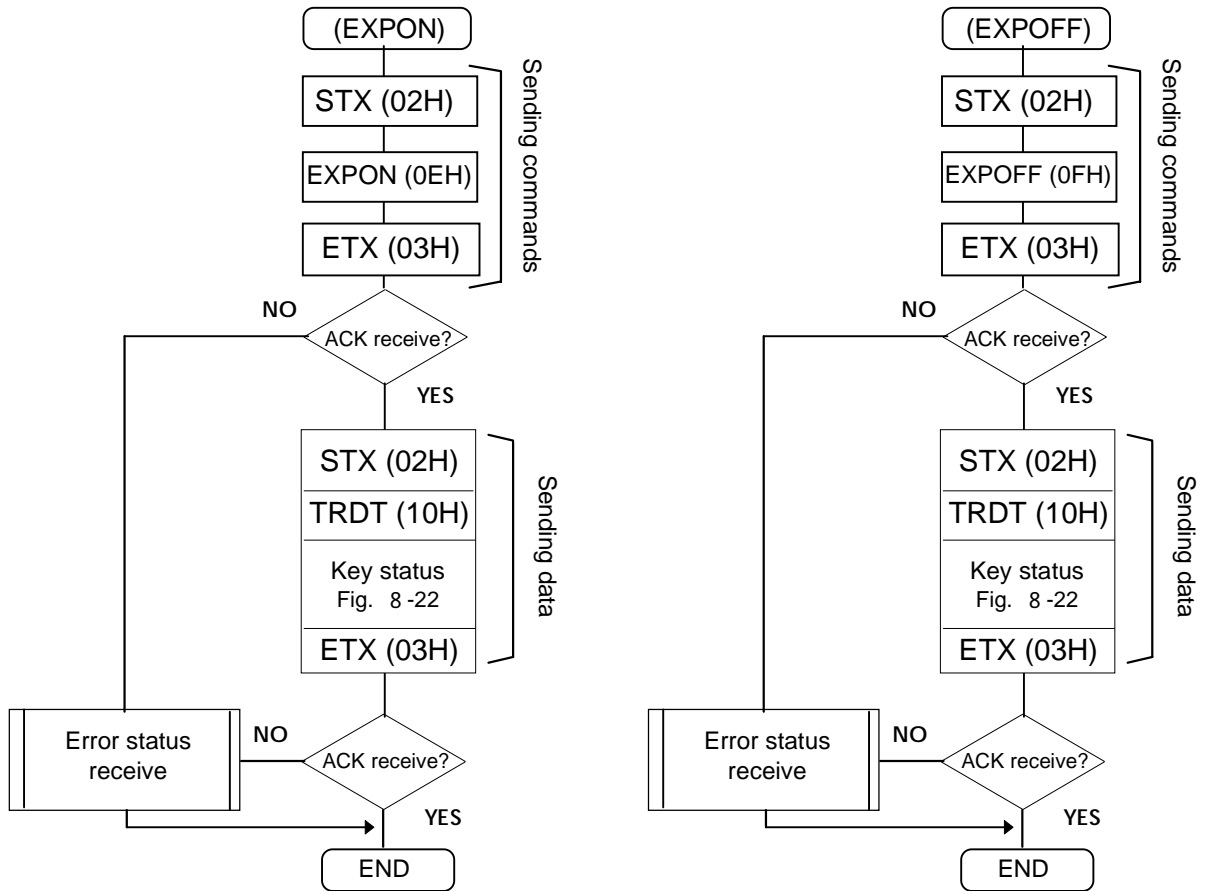 (EXPON)
STX (02H)
EXPON (0EH)
ETX (03H)
Sending commands
NO
ACK receive?
YES
STX (02H)
TRDT (10H)
Key status
Fig. 8 -22
ETX (03H)
Sending data
Error status
receive
NO
ACK receive?
YES
END
(EXPOFF)
STX (02H)
EXPOFF (0FH)
ETX (03H)
Sending commands
NO
ACK receive?
YES
STX (02H)
TRDT (10H)
Key status
Fig. 8 -22
ETX (03H)
Sending data
Error status
receive
NO
ACK receive?
YES
END